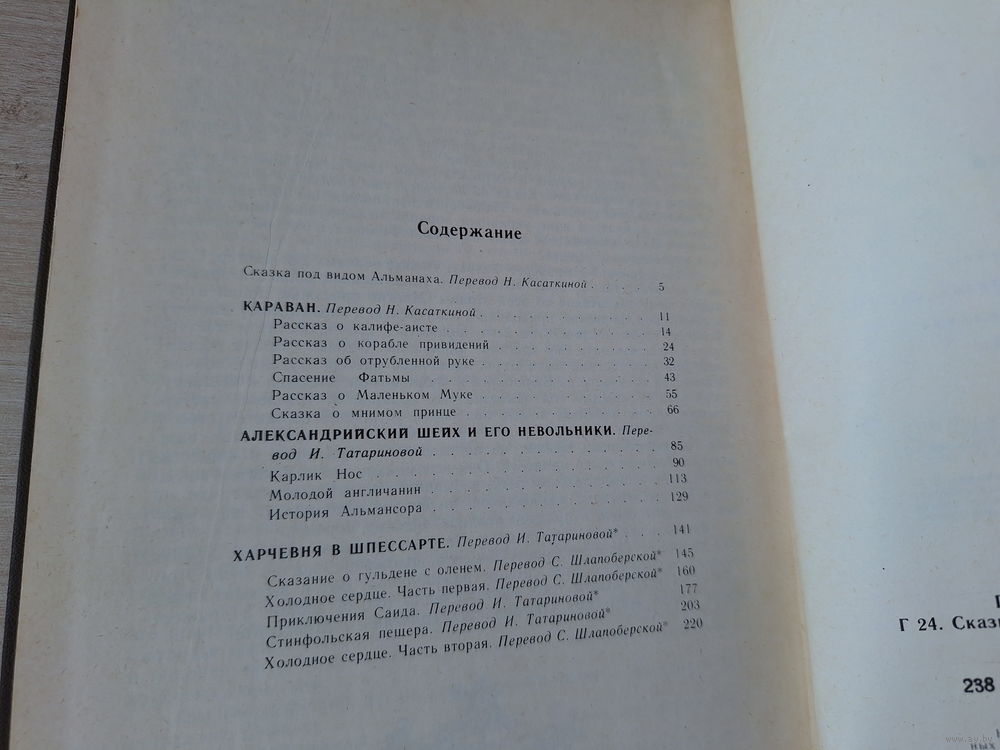 Содержание
Сказка под видом Альманаха. Перевод Н. Касаткиной . . . . 5
КАРАВАН. Перевод Н. Касаткиной . . . . . . . . . . 11
Рассказ о калифе-аисте . . . . . . . . . . . . 14
Рассказ о корабле привидений . . . . . . . . . 24
Рассказ об отрубленной руке . . . . . . . . . . 32
Спасение Фатьмы . . . . . . . . . . . . . 43
Рассказ о Маленьком Муке . . . . . . . . . . 55
Сказка о мнимом принце . . . . . . . . . . . 66
АЛЕКСАНДРИЙСКИЙ ШЕЙХ И ЕГО НЕВОЛЬНИКИ. Пере-
вод И. Татариновой . . . . . . . . . . . . 85
Карлик Нос . . . . . . . . . . . . . . . 90
Молодой англичанин . . . . . . . . . . . . 113
История Альмансора . . . . . . . . . . . . 129
ХАРЧЕВНЯ В ШПЕССАРТЕ. Перевод И. Татариновой* . . . 141
Сказание о гульдене с оленем. Перевод С. Шлапоберской* 145
Холодное сердце. Часть первая. Перевод С. Шлапоберской* 160
Приключения Саида. Перевод И. Татариновой* 177
Стинфольская пещера. Перевод И. Татариновой* 203
Холодное сердце. Часть вторая. Перевод С. Шлапоберской* 220
Г 24. Сказ
238
www.ay.by